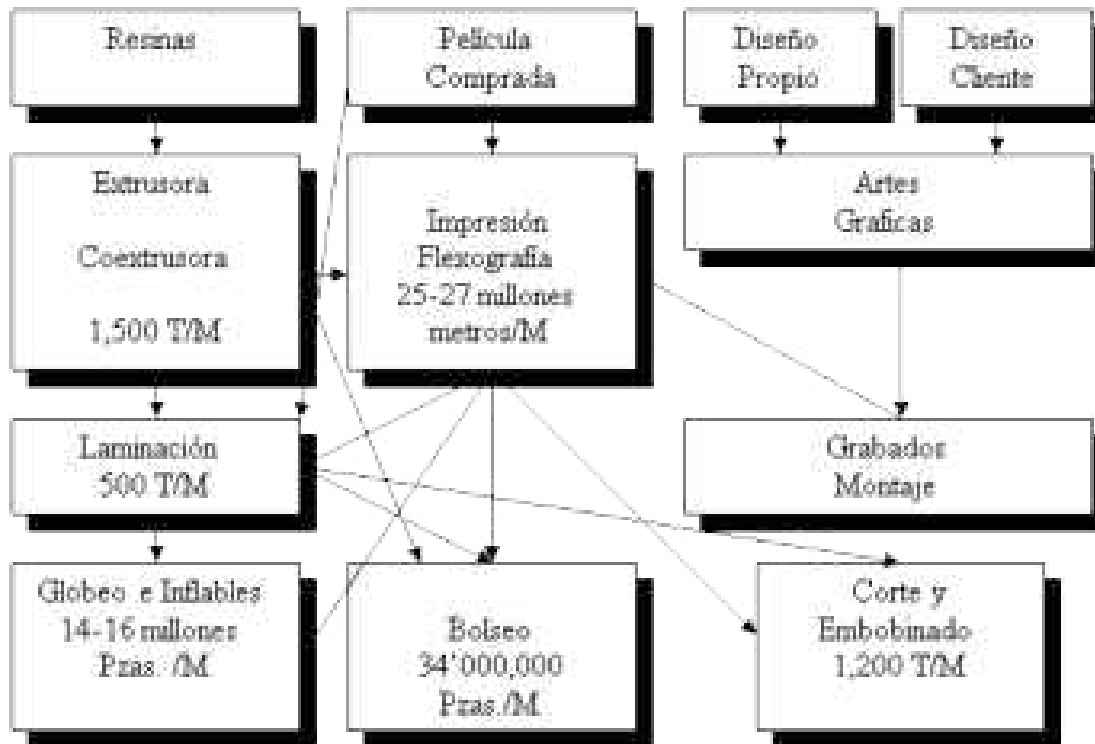 Resinas
Película
Comprada
Diseño
Propio
Diseño
Cliente
Extrusora
Coextrusora
1,500 T/M
Impresión
Flexografía
25-27 millones
metros/M
Artes
Graficas
Laminación
500 T/M
Grabados
Montaje
Globeo e Inflables
14-16 millones
Pzas. /M
Bolseo
34'000,000
Pzas./M
Corte y
Embobinado
1,200 T/M